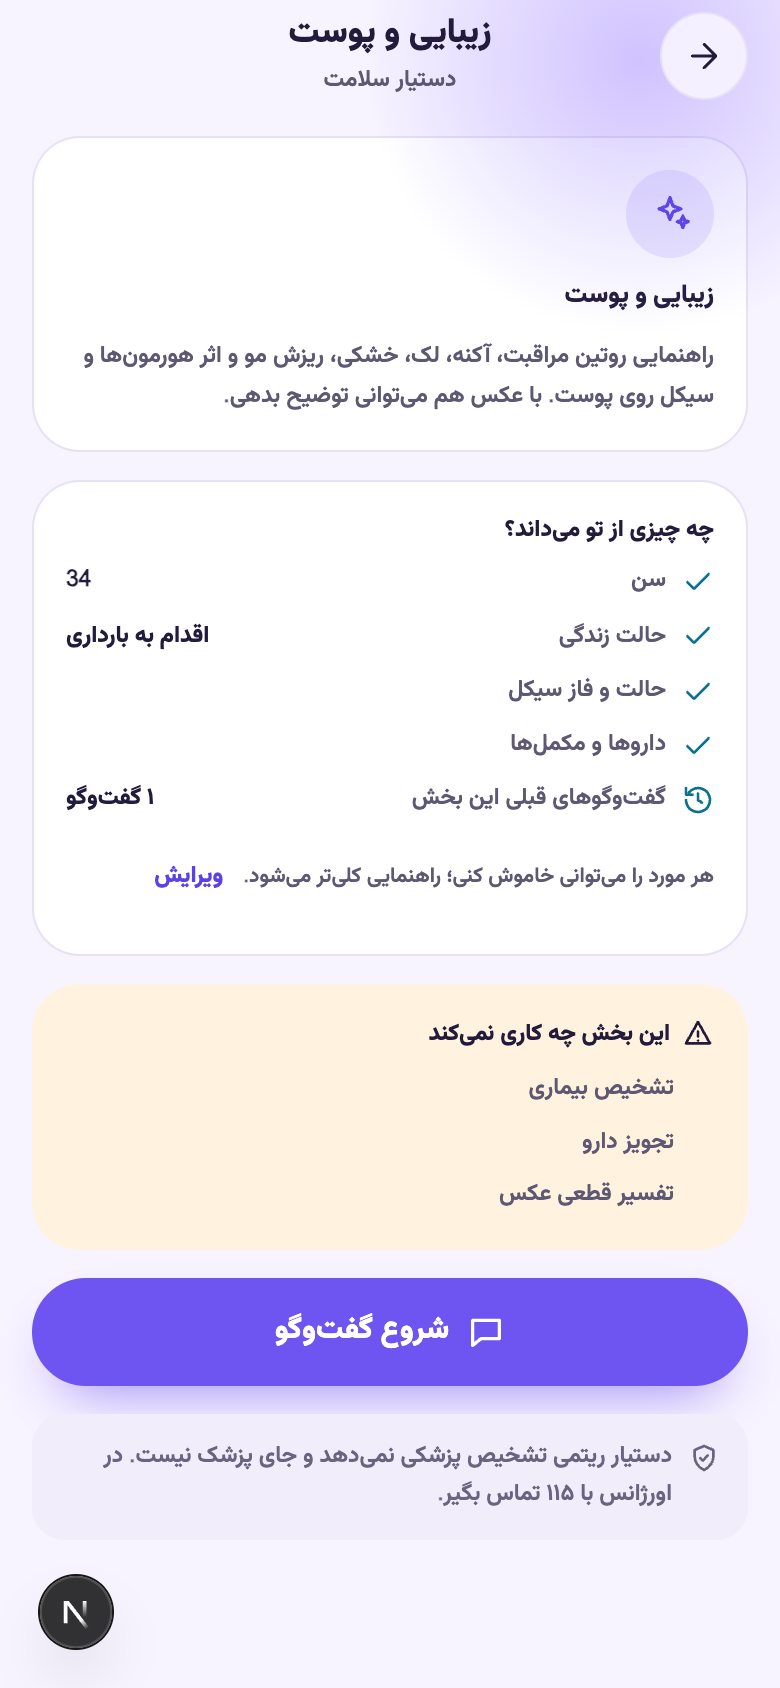 زیبایی و پوست
دستیار سلامت
زیبایی و پوست
راهنمایی روتین مراقبت، آکنه، لک، خشکی، ریزش مو و اثر هورمون‌ها و
سیکل روی پوست. با عکس هم می‌توانی توضیح بدهی.
چه چیزی از تو می‌داند؟
سن 34
حالت زندگی اقدام به بارداری
حالت و فاز سیکل
داروها و مکمل‌ها
گفت‌وگوهای قبلی این بخش ۱ گفت‌وگو
هر مورد را می‌توانی خاموش کنی؛ راهنمایی کلی‌تر می‌شود. ویرایش
این بخش چه کاری نمی‌کند
تشخیص بیماری
تجویز دارو
تفسیر قطعی عکس
شروع گفت‌وگو
دستیار ریتمی تشخیص پزشکی نمی‌دهد و جای پزشک نیست. در
اورژانس با ۱۱۵ تماس بگیر.
N